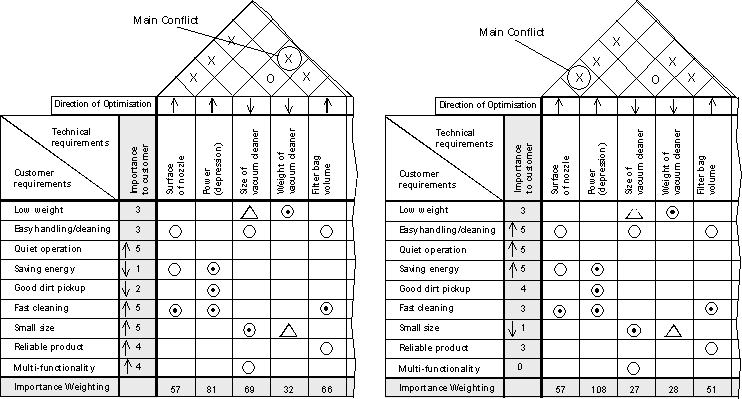 Main Conflict
X
X
X
X
O
X
X
Direction of Optimisation
Technical
requirements
Customer
requirements
Importance
to customer
Surface
of nozzle
Power
(depression)
Size of
vacuum cleaner
Weight of
vacuum cleaner
Filter bag
volume
Low weight 3
Easy handling/cleaning 3
Quiet operation 5
Saving energy 1
Good dirt pickup 2
Fast cleaning 5
Small size 5
Reliable product 4
Multi-functionality 4
Importance Weighting 57 81 69 32 66
Main Conflict
X
X
X
X
O
X
X
Direction of Optimisation
Technical
requirements
Customer
requirements
Importance
to customer
Surface
of nozzle
Power
(depression)
Size of
vacuum cleaner
Weight of
vacuum cleaner
Filter bag
volume
Low weight 3
Easy handling/cleaning 5
Quiet operation 5
Saving energy 5
Good dirt pickup 4
Fast cleaning 3
Small size 1
Reliable product 3
Multi-functionality 0
Importance Weighting 57 108 27 28 51